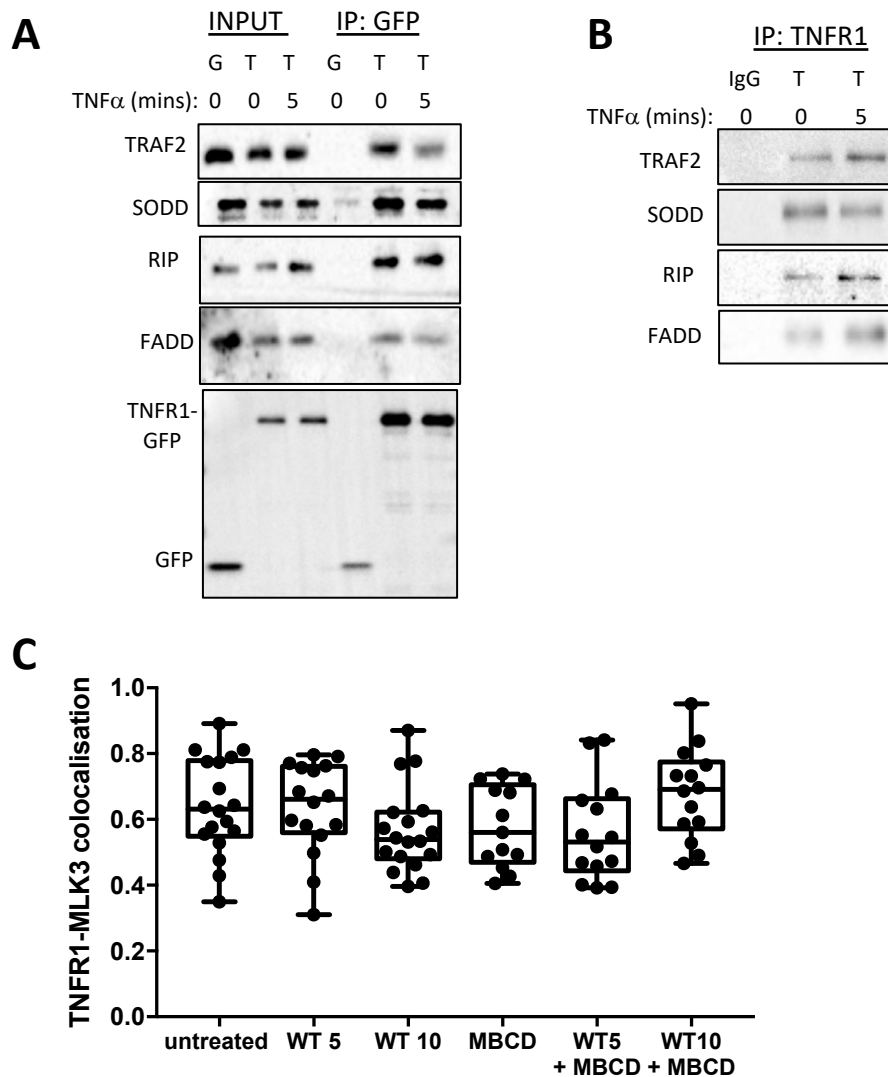 A
INPUT IP: GFP
G T T G T T
TNFα (mins): 0 0 5 0 0 5
TRAF2
SODD
RIP
FADD
TNFR1-
GFP
GFP
B
IP: TNFR1
IgG T T
TNFα (mins): 0 0 5
TRAF2
SODD
RIP
FADD
C
TNFR1-MLK3 colocalisation
1.0
0.8
0.6
0.4
0.2
0.0
untreated WT 5 WT 10 MBCD WT5 WT10
+ MBCD + MBCD